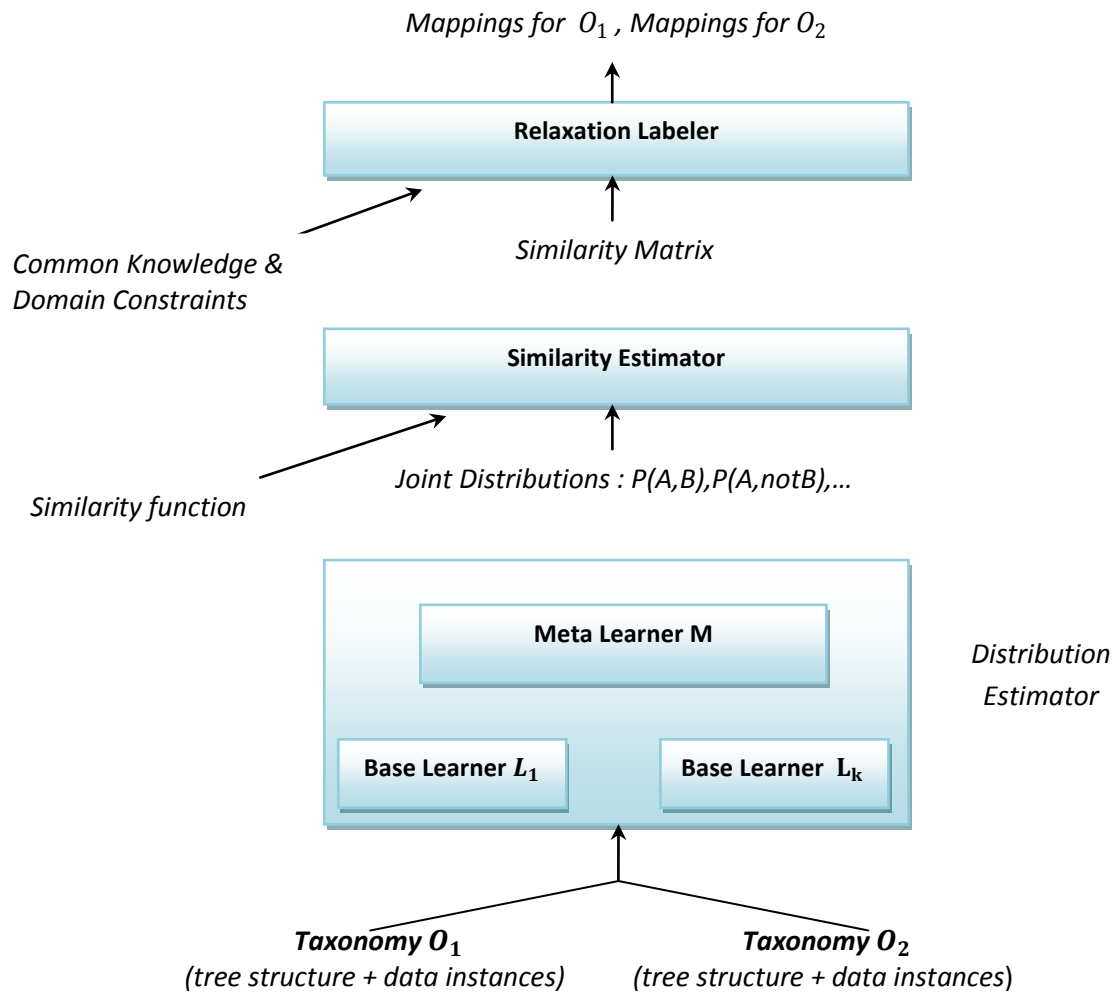 Mappings for O₁ , Mappings for O₂
Relaxation Labeler
Similarity Matrix
Common Knowledge &
Domain Constraints
Similarity Estimator
Joint Distributions : P(A,B),P(A,notB),...
Similarity function
Meta Learner M
Distribution
Estimator
Base Learner L₁
Base Learner Lₖ
Taxonomy O₁
(tree structure + data instances)
Taxonomy O₂
(tree structure + data instances)